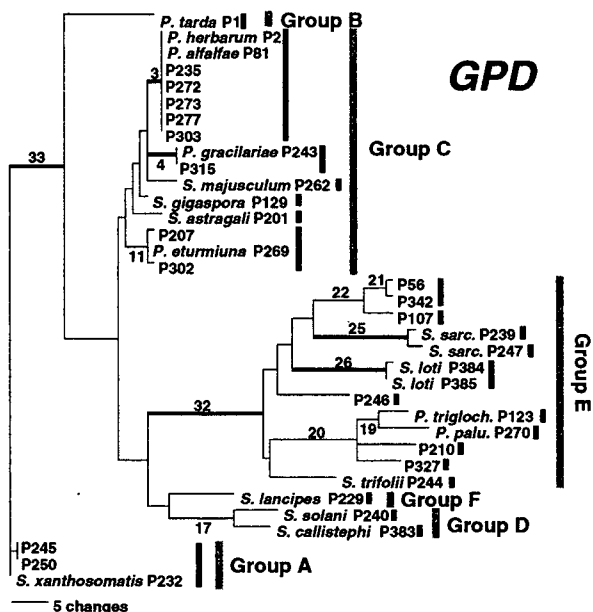 P. tarda P1 Group B
P. herbarum P2
P. alfalfae P81
GPD
3
P235
P272
P273
P277
P303
33
P. gracilariae P243
Group C
4
P315
S. majusculum P262
S. gigaspora P129
S. astragali P201
P207
11
P. eturmiuna P269
P302
21
P56
22
P342
P107
25
S. sarc. P239
S. sarc. P247
26
S. loti P384
S. loti P385
Group E
P246
32
P. trigloch. P123
19
P. palu. P270
20
P210
P327
S. trifolii P244
S. lancipes P229 Group F
17
S. solani P240
Group D
S. callistephi P383
P245
P250
Group A
S. xanthosomatis P232
5 changes